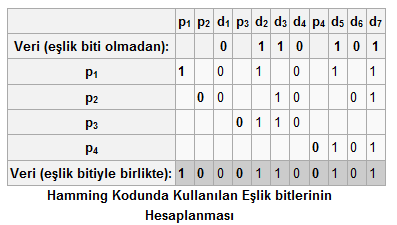 p1 p2 d1 p3 d2 d3 d4 p4 d5 d6 d7
Veri (eşlik biti olmadan): 0 1 1 0 1 0 1
p1 1 0 1 0 1 1
p2 0 0 1 0 0 1
p3 0 1 1 0
p4 0 1 0 1
Veri (eşlik bitiyle birlikte): 1 0 0 0 1 1 0 0 1 0 1
Hamming Kodunda Kullanılan Eşlik bitlerinin
Hesaplanması